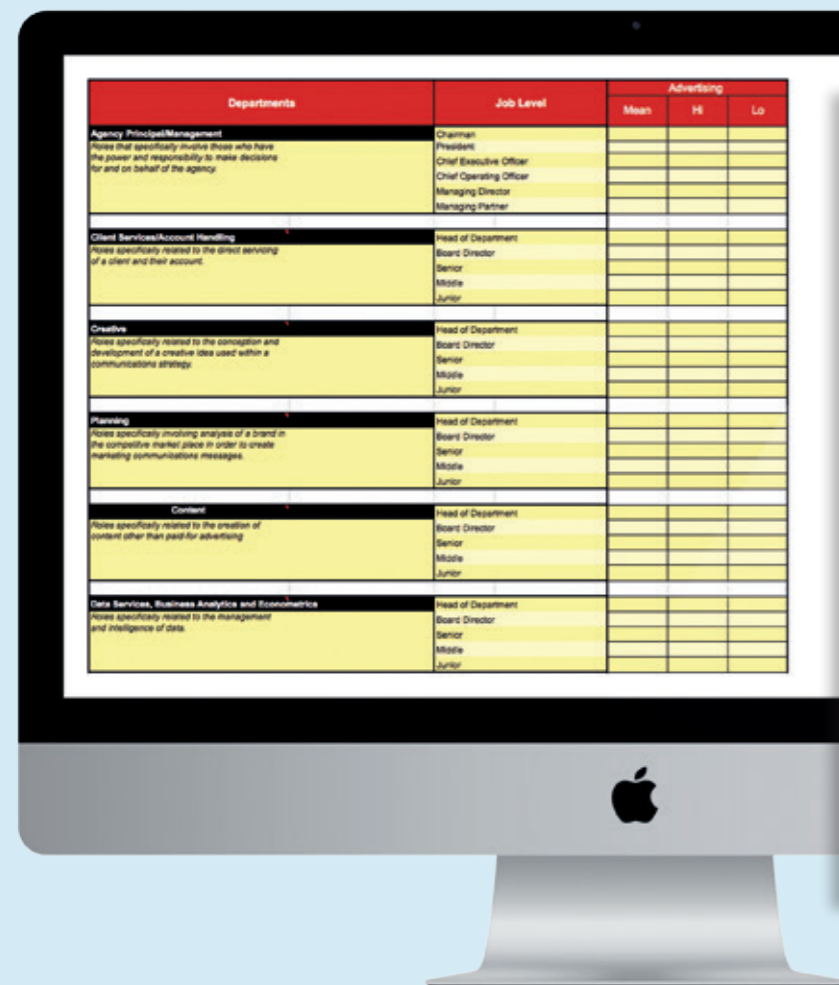 Departments
Job Level
Advertising
Mean Hi Lo
Agency Principal/Management
Roles that specifically involve those who have
the power and responsibility to make decisions
for and on behalf of the agency.
Chairman
President
Chief Executive Officer
Chief Operating Officer
Managing Director
Managing Partner
Client Services/Account Handling
Roles specifically related to the direct servicing
of a client and their account.
Head of Department
Board Director
Senior
Middle
Junior
Creative
Roles specifically related to the conception and
development of a creative idea used within a
communications strategy.
Head of Department
Board Director
Senior
Middle
Junior
Planning
Roles specifically involving analysis of a brand in
the competitive market place in order to create
marketing communications messages.
Head of Department
Board Director
Senior
Middle
Junior
Content
Roles specifically related to the creation of
content other than paid-for advertising
Head of Department
Board Director
Senior
Middle
Junior
Data Services, Business Analytics and Econometrics
Roles specifically related to the management
and intelligence of data.
Head of Department
Board Director
Senior
Middle
Junior